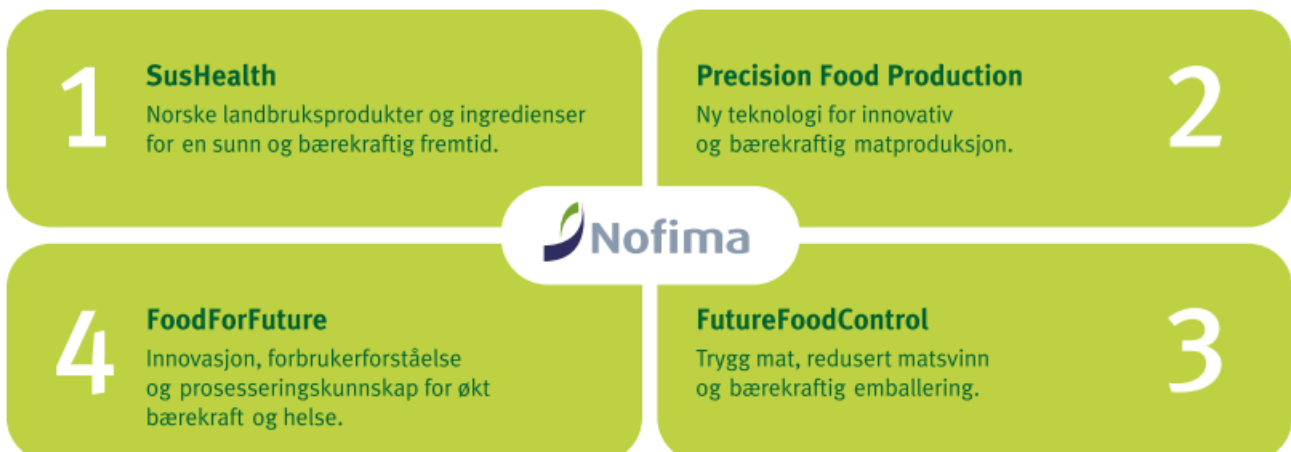 1
SusHealth
Norske landbruksprodukter og ingredienser
for en sunn og bærekraftig fremtid.
Precision Food Production
Ny teknologi for innovativ
og bærekraftig matproduksjon.
2
Nofima
4
FoodForFuture
Innovasjon, forbrukerforståelse
og prosesseringskunnskap for økt
bærekraft og helse.
FutureFoodControl
Trygg mat, redusert matsvinn
og bærekraftig emballering.
3